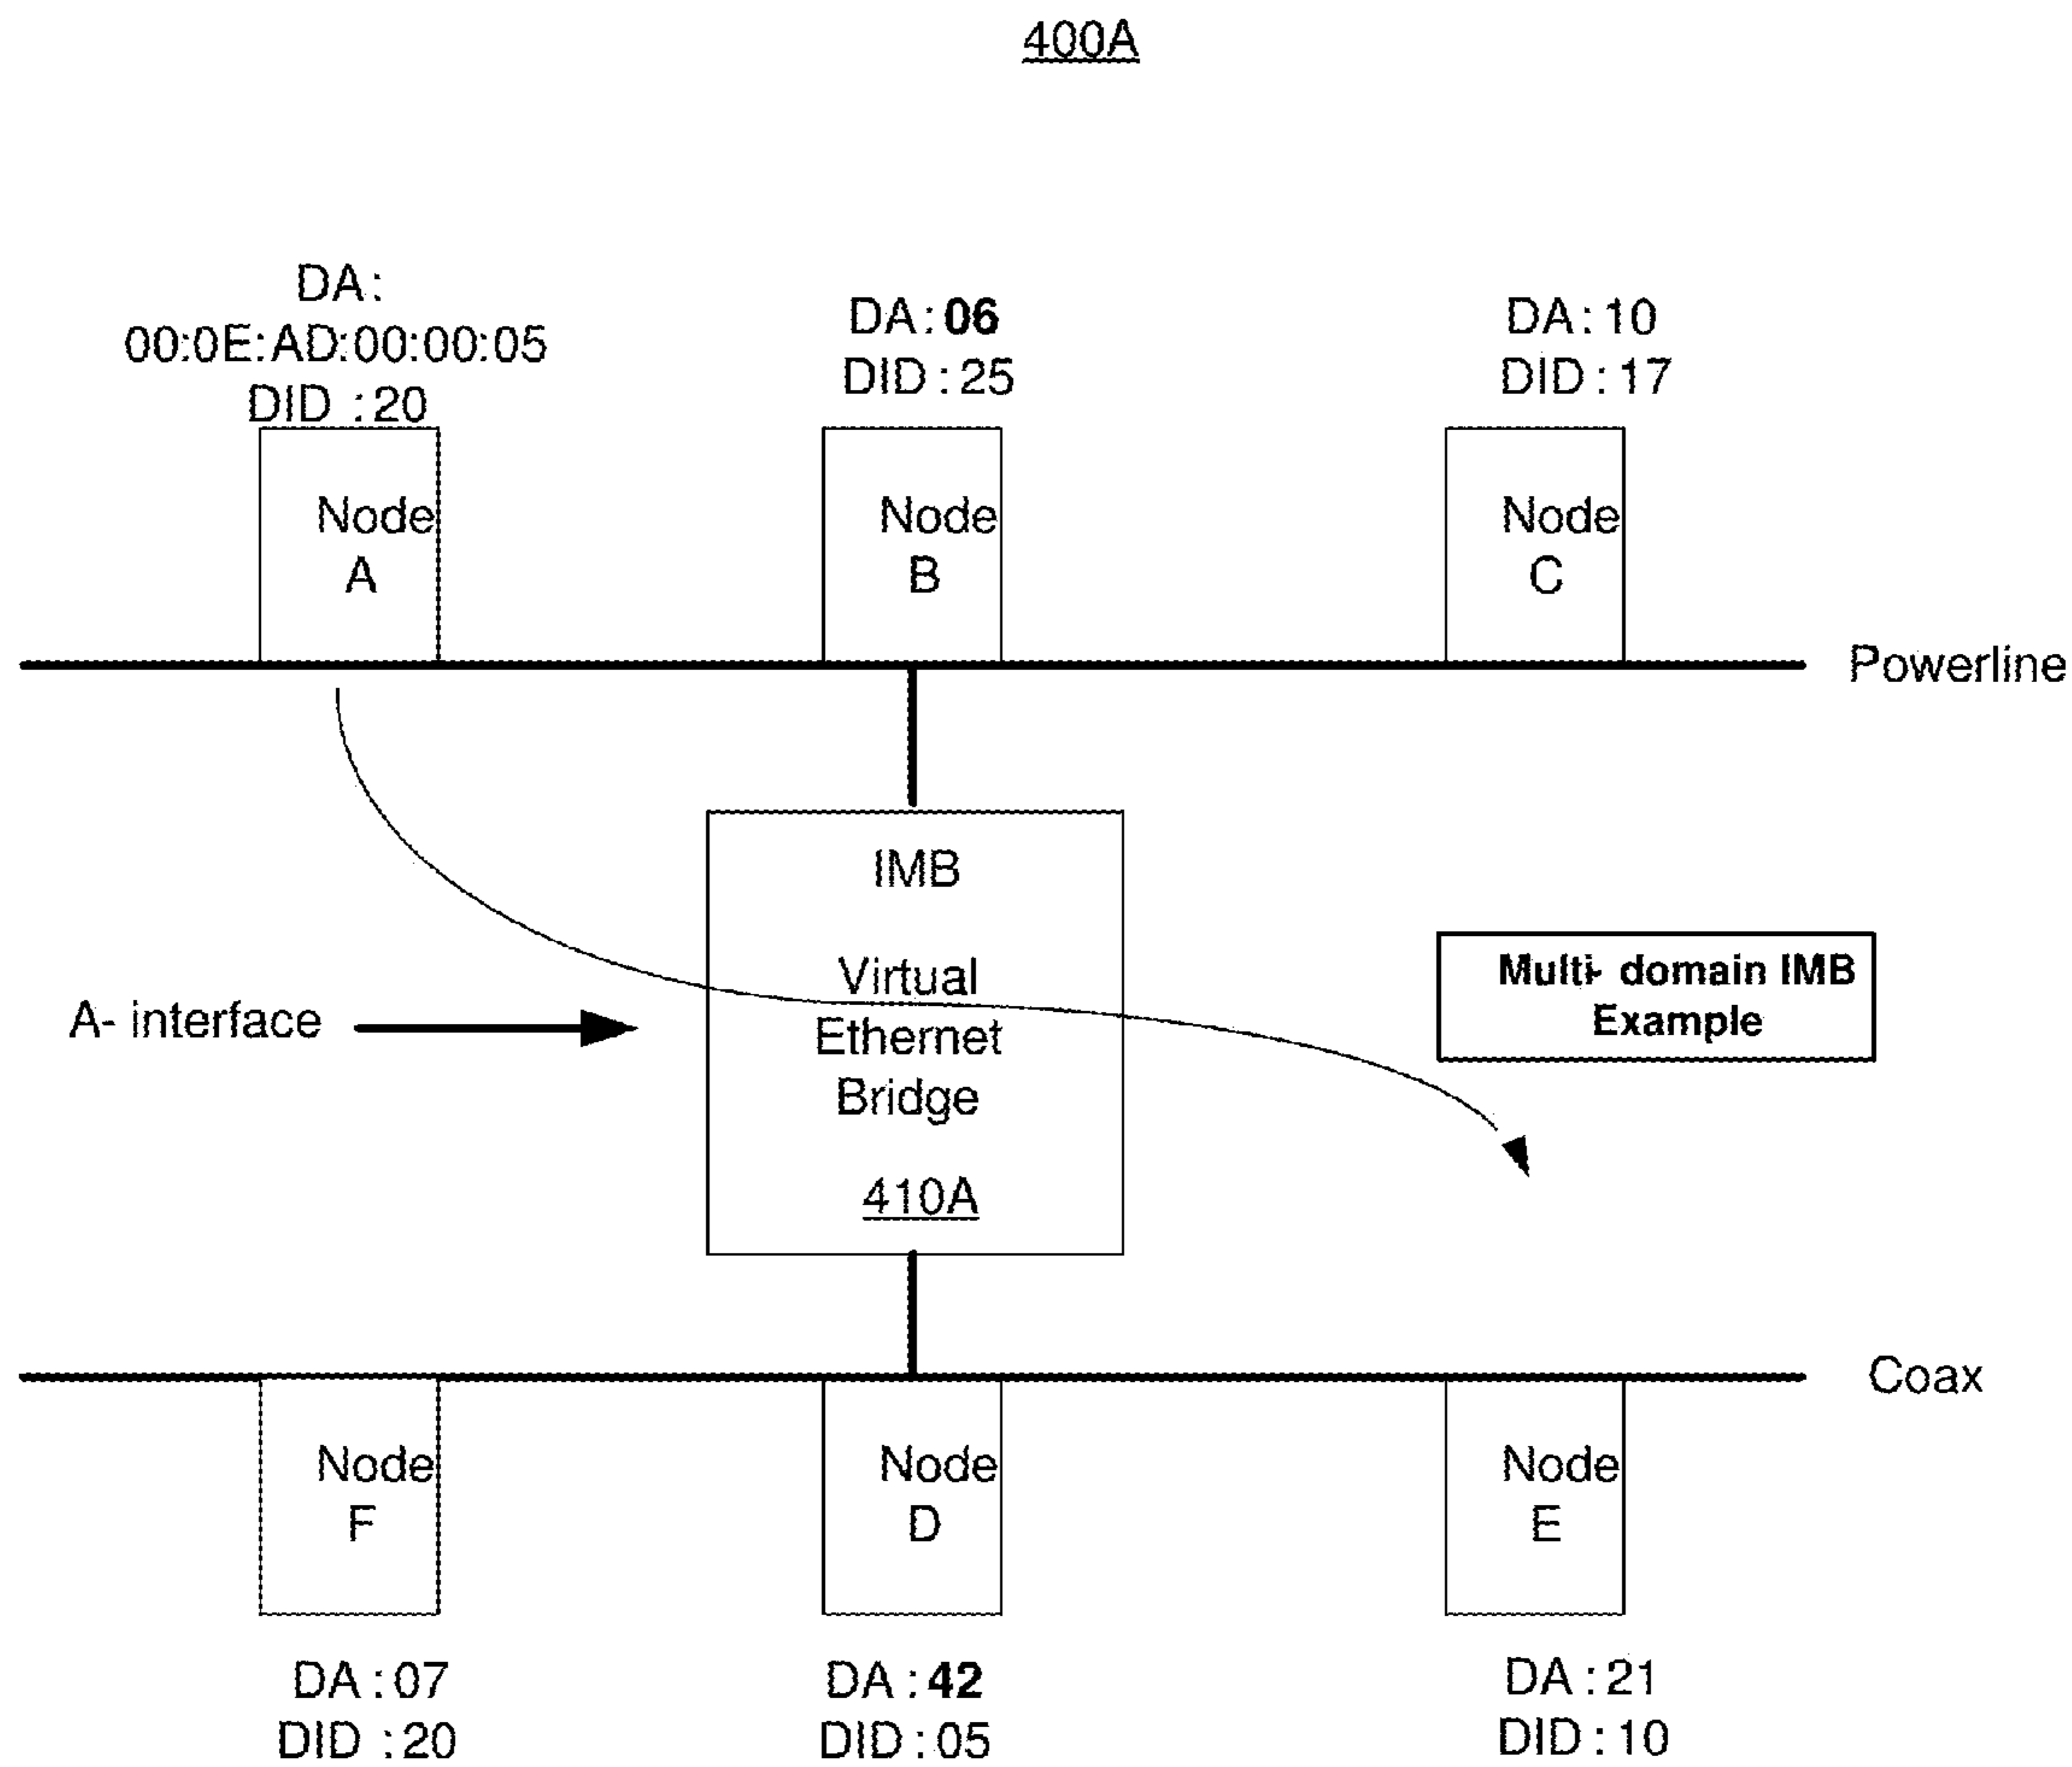 400A
DA:
00:0E:AD:00:00:05
DID :20
DA:06
DID:25
DA:10
DID:17
Node
A
Node
B
Node
C
Powerline
IMB
Virtual
Ethernet
Bridge
410A
A- interface
Multi- domain IMB
Example
Coax
Node
F
Node
D
Node
E
DA:07
DID :20
DA:42
DID:05
DA:21
DID:10